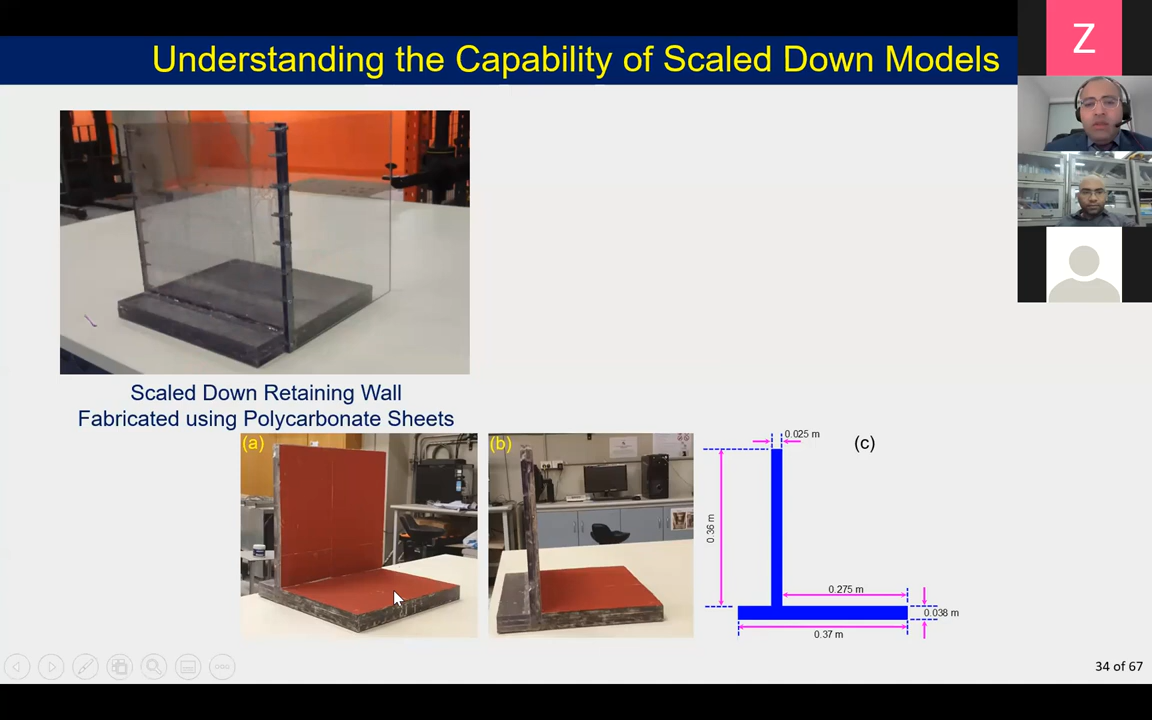 Understanding the Capability of Scaled Down Models
Z
Scaled Down Retaining Wall
Fabricated using Polycarbonate Sheets
(a)
(b)
(c)
0.025 m
0.36 m
0.275 m
0.038 m
0.37 m
34 of 67